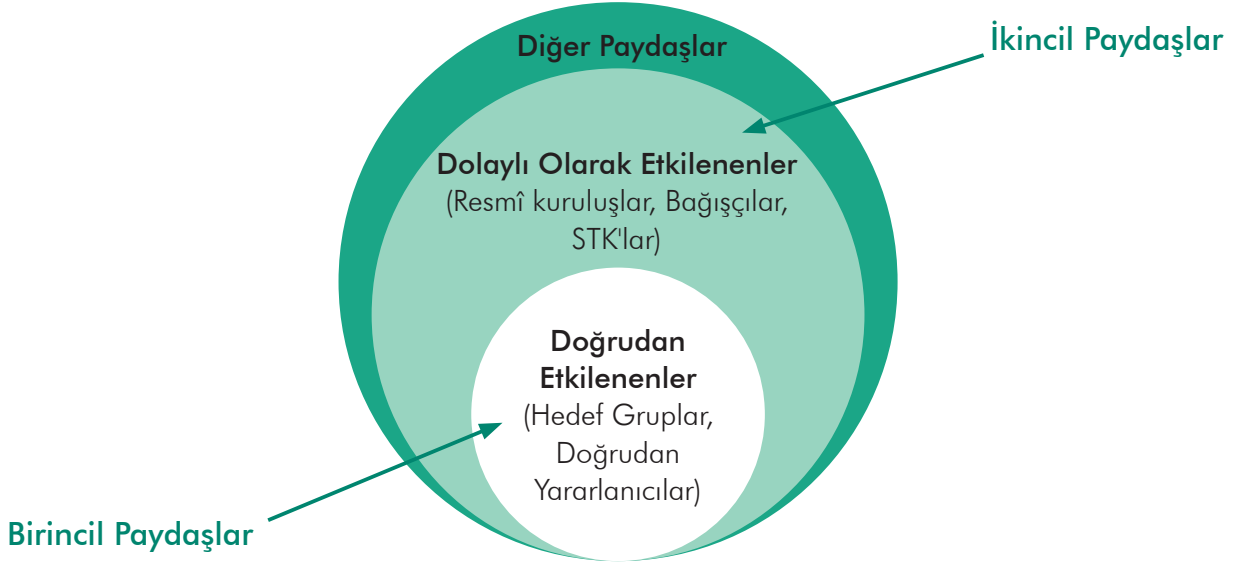 Diğer Paydaşlar
İkincil Paydaşlar
Dolaylı Olarak Etkilenenler
(Resmî kuruluşlar, Bağışçılar,
STK'lar)
Doğrudan
Etkilenenler
(Hedef Gruplar,
Doğrudan
Yararlanıcılar)
Birincil Paydaşlar